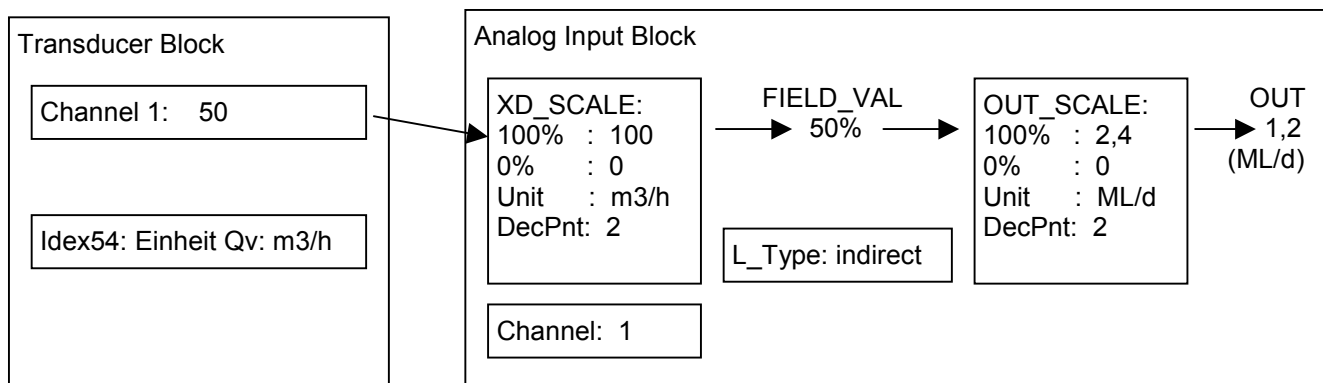 Transducer Block
Channel 1: 50
Idex54: Einheit Qv: m3/h
Analog Input Block
XD_SCALE:
100% : 100
0% : 0
Unit : m3/h
DecPnt: 2
Channel: 1
FIELD_VAL
50%
L_Type: indirect
OUT_SCALE:
100% : 2,4
0% : 0
Unit : ML/d
DecPnt: 2
OUT
1,2
(ML/d)